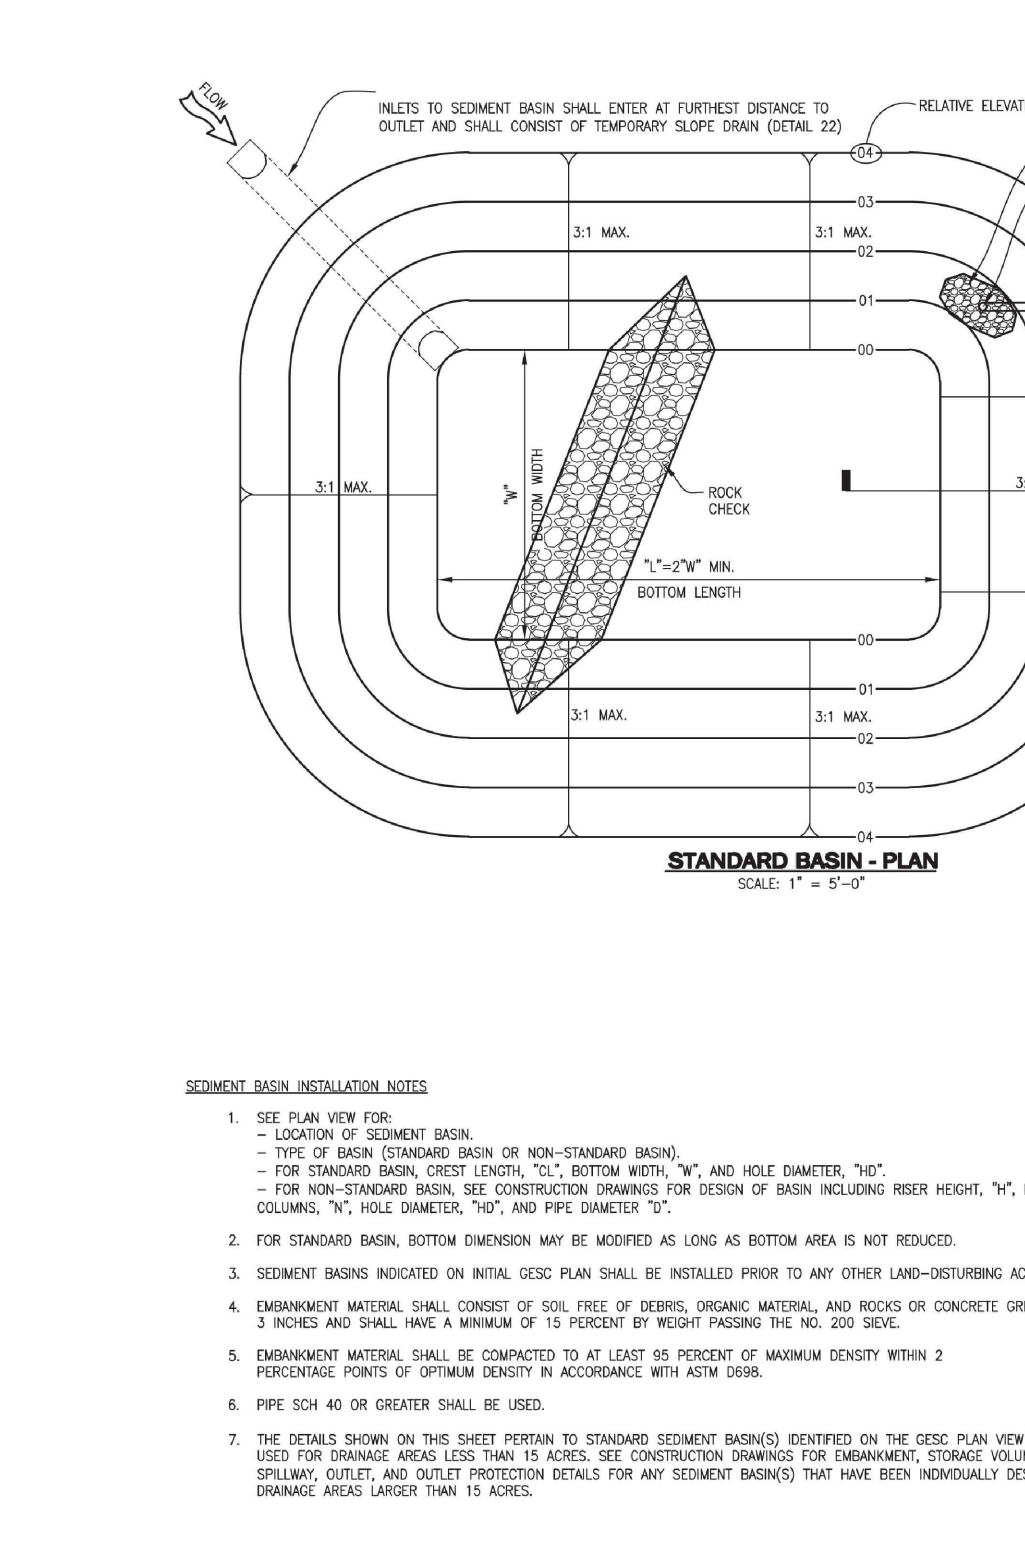 FLOW
INLETS TO SEDIMENT BASIN SHALL ENTER AT FURTHEST DISTANCE TO
OUTLET AND SHALL CONSIST OF TEMPORARY SLOPE DRAIN (DETAIL 22)
RELATIVE ELEVAT
04
03
3:1 MAX.
3:1 MAX.
02
01
00
"W"
BOTTOM WIDTH
3:1 MAX.
ROCK
CHECK
"L"=2"W" MIN.
BOTTOM LENGTH
00
01
3:1 MAX.
3:1 MAX.
02
03
04
STANDARD BASIN - PLAN
SCALE: 1" = 5'-0"
SEDIMENT BASIN INSTALLATION NOTES
1. SEE PLAN VIEW FOR:
– LOCATION OF SEDIMENT BASIN.
– TYPE OF BASIN (STANDARD BASIN OR NON–STANDARD BASIN).
– FOR STANDARD BASIN, CREST LENGTH, "CL", BOTTOM WIDTH, "W", AND HOLE DIAMETER, "HD".
– FOR NON–STANDARD BASIN, SEE CONSTRUCTION DRAWINGS FOR DESIGN OF BASIN INCLUDING RISER HEIGHT, "H",
COLUMNS, "N", HOLE DIAMETER, "HD", AND PIPE DIAMETER "D".
2. FOR STANDARD BASIN, BOTTOM DIMENSION MAY BE MODIFIED AS LONG AS BOTTOM AREA IS NOT REDUCED.
3. SEDIMENT BASINS INDICATED ON INITIAL GESC PLAN SHALL BE INSTALLED PRIOR TO ANY OTHER LAND–DISTURBING AC
4. EMBANKMENT MATERIAL SHALL CONSIST OF SOIL FREE OF DEBRIS, ORGANIC MATERIAL, AND ROCKS OR CONCRETE GR
3 INCHES AND SHALL HAVE A MINIMUM OF 15 PERCENT BY WEIGHT PASSING THE NO. 200 SIEVE.
5. EMBANKMENT MATERIAL SHALL BE COMPACTED TO AT LEAST 95 PERCENT OF MAXIMUM DENSITY WITHIN 2
PERCENTAGE POINTS OF OPTIMUM DENSITY IN ACCORDANCE WITH ASTM D698.
6. PIPE SCH 40 OR GREATER SHALL BE USED.
7. THE DETAILS SHOWN ON THIS SHEET PERTAIN TO STANDARD SEDIMENT BASIN(S) IDENTIFIED ON THE GESC PLAN VIEW
USED FOR DRAINAGE AREAS LESS THAN 15 ACRES. SEE CONSTRUCTION DRAWINGS FOR EMBANKMENT, STORAGE VOLU
SPILLWAY, OUTLET, AND OUTLET PROTECTION DETAILS FOR ANY SEDIMENT BASIN(S) THAT HAVE BEEN INDIVIDUALLY DES
DRAINAGE AREAS LARGER THAN 15 ACRES.